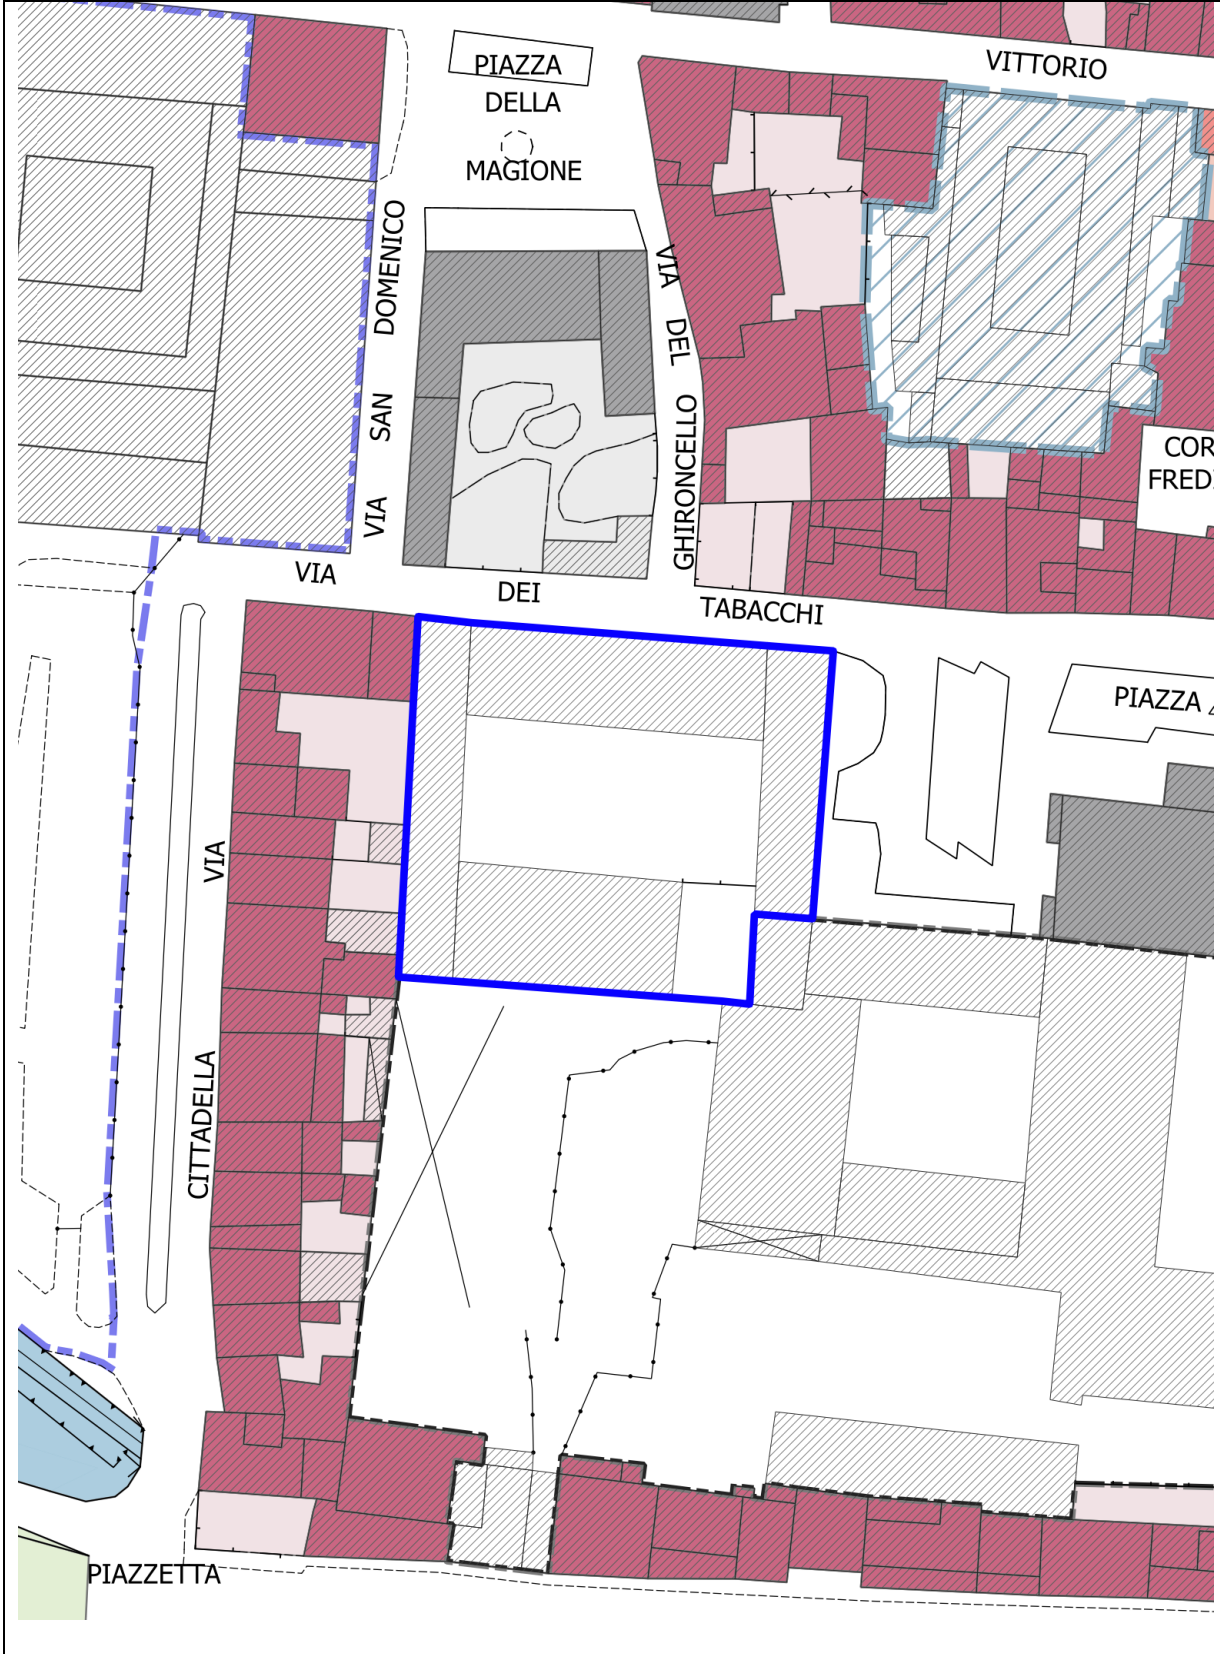 VITTORIO
PIAZZA
DELLA
MAGIONE
VIA SAN DOMENICO
VIA DEL GHIRONCELLO
COR
FRED
VIA DEI TABACCHI
PIAZZA
VIA CITTADELLA
PIAZZETTA